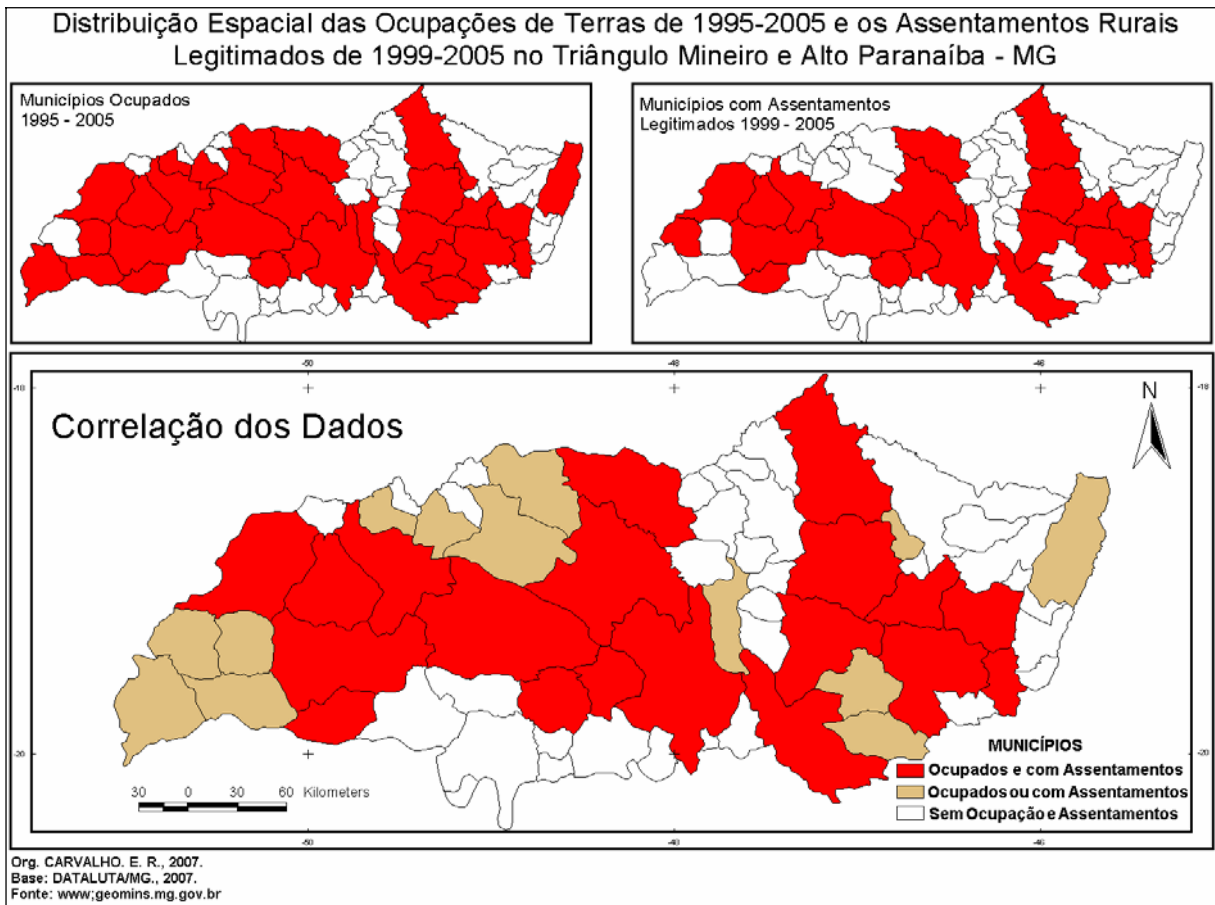 Distribuição Espacial das Ocupações de Terras de 1995-2005 e os Assentamentos Rurais
Legitimados de 1999-2005 no Triângulo Mineiro e Alto Paranaíba - MG
Municípios Ocupados
1995 - 2005
Municípios com Assentamentos
Legitimados 1999 - 2005
-50
-48
-46
-18
-18
Correlação dos Dados
N
-20
-20
MUNICÍPIOS
Ocupados e com Assentamentos
Ocupados ou com Assentamentos
Sem Ocupação e Assentamentos
30 0 30 60 Kilometers
-50
-48
-46
Org. CARVALHO. E. R., 2007.
Base: DATALUTA/MG., 2007.
Fonte: www;geomins.mg.gov.br